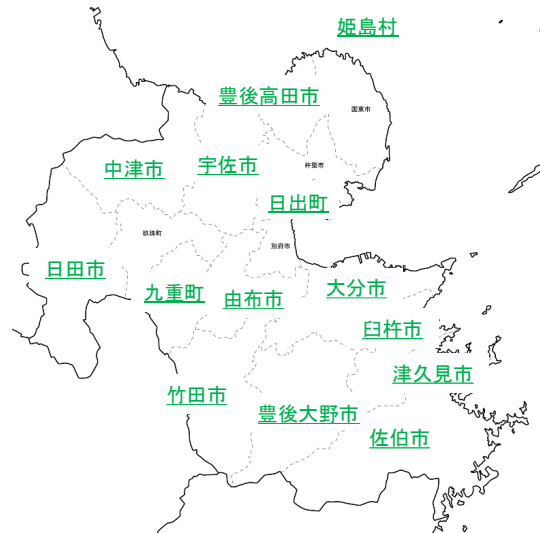 姫島村
豊後高田市
国東市
中津市
宇佐市
杵築市
日出町
玖珠町
別府市
日田市
九重町
由布市
大分市
臼杵市
津久見市
竹田市
豊後大野市
佐伯市